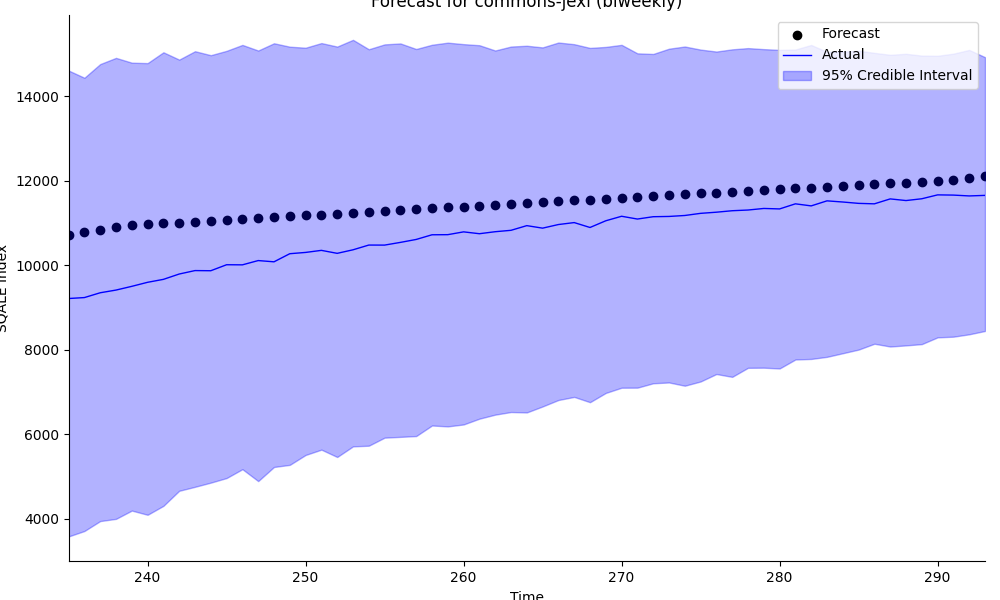 Forecast for commons-jexl (biweekly)
Forecast
Actual
95% Credible Interval
14000
12000
10000
8000
6000
4000
SQALE Index
240
250
260
270
280
290
Time